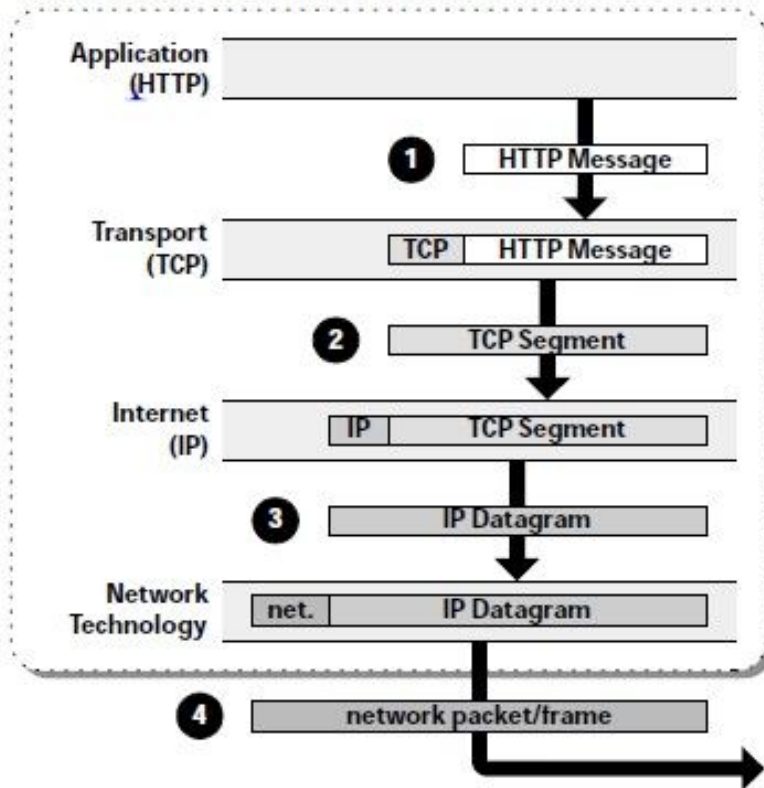 Application
(HTTP)
1 HTTP Message
Transport
(TCP)
TCP HTTP Message
2 TCP Segment
Internet
(IP)
IP TCP Segment
3 IP Datagram
Network
Technology
net. IP Datagram
4 network packet/frame